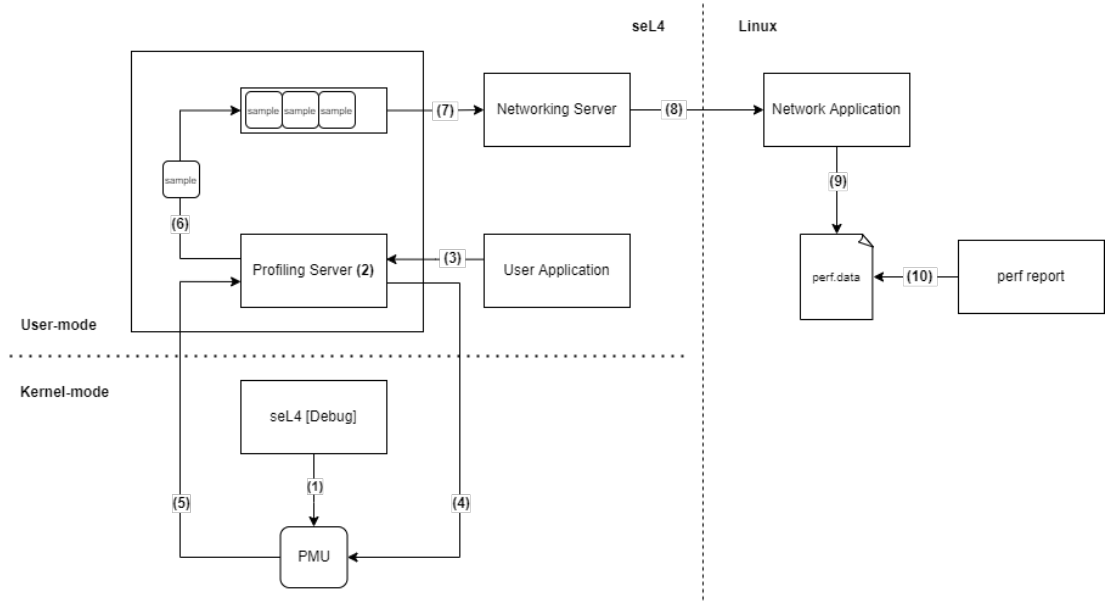 seL4
Linux
sample
sample
sample
(7)
Networking Server
(8)
Network Application
sample
(9)
(6)
Profiling Server (2)
(3)
User Application
perf.data
(10)
perf report
User-mode
Kernel-mode
seL4 [Debug]
(1)
(5)
(4)
PMU